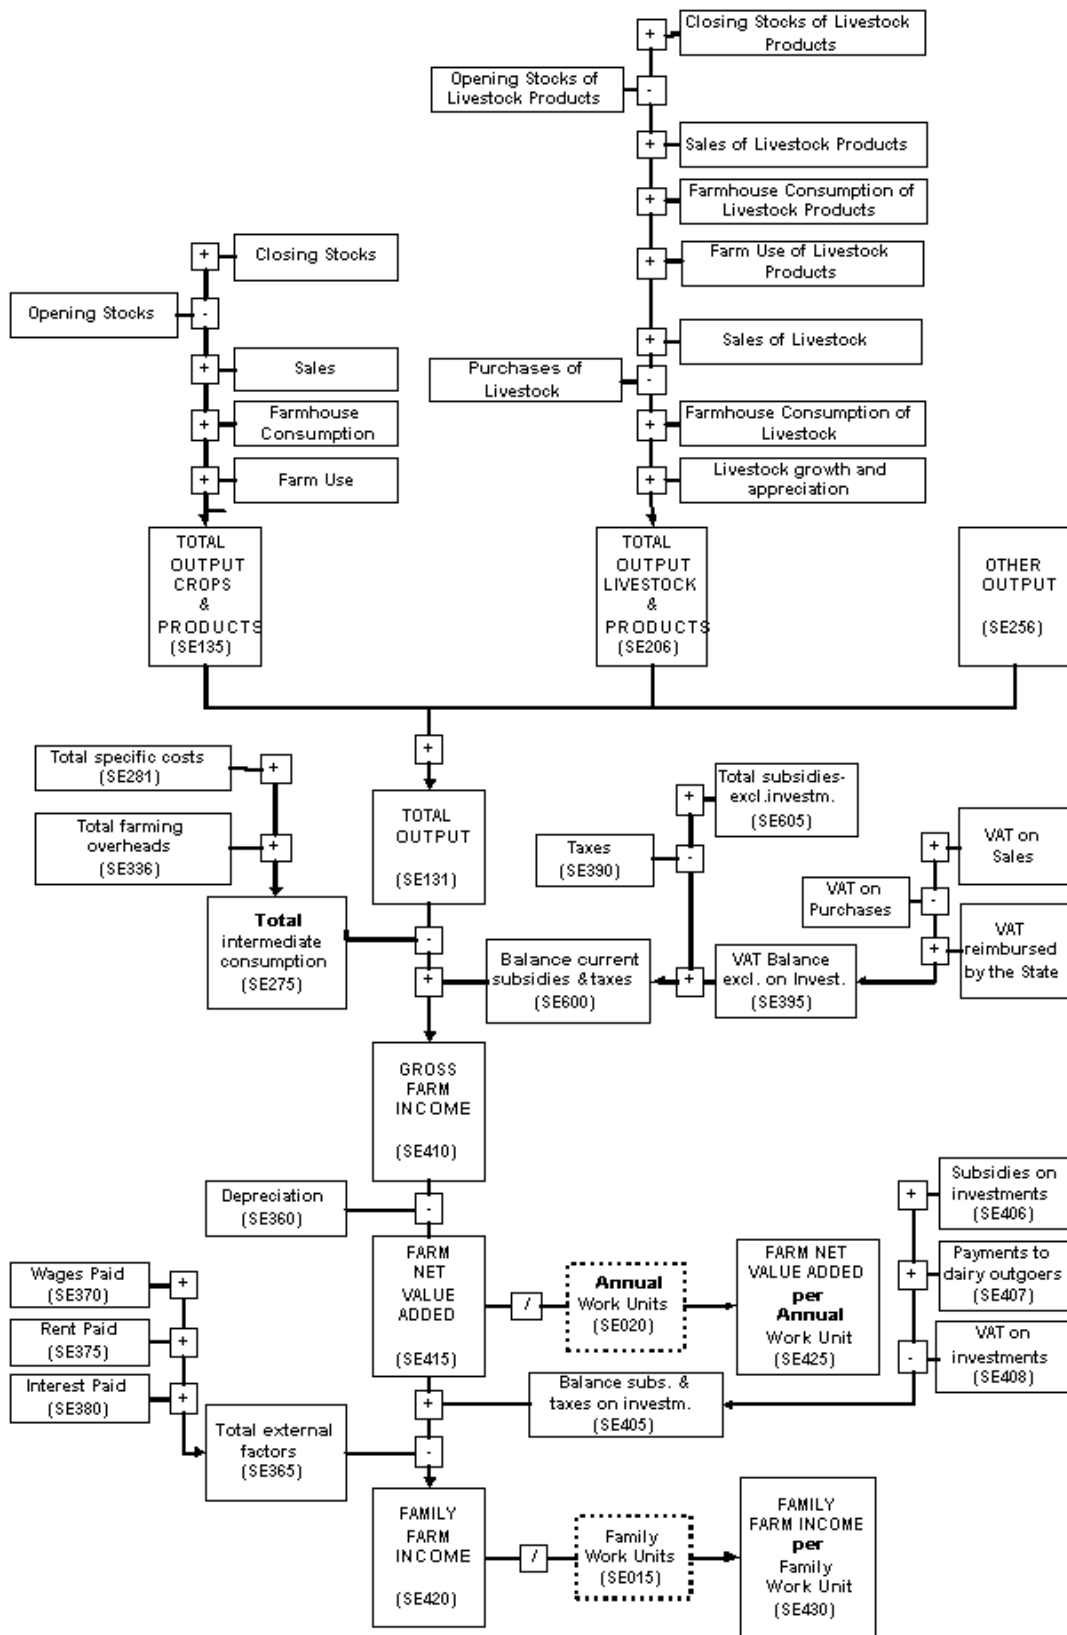 Closing Stocks of Livestock
Products
+
Opening Stocks of
Livestock Products
-
+
Sales of Livestock Products
+
Farmhouse Consumption of
Livestock Products
+
Closing Stocks
+
Farm Use of Livestock
Products
Opening Stocks
-
+
Sales of Livestock
+
Sales
Purchases of
Livestock
-
+
Farmhouse
Consumption
+
Farmhouse Consumption of
Livestock
+
Farm Use
+
Livestock growth and
appreciation
TOTAL
OUTPUT
CROPS
&
PRODUCTS
(SE135)
TOTAL
OUTPUT
LIVESTOCK
&
PRODUCTS
(SE206)
OTHER
OUTPUT
(SE256)
+
Total specific costs
(SE281)
+
Total farming
overheads
(SE336)
+
TOTAL
OUTPUT
(SE131)
+
Total subsidies-
excl.investm.
(SE605)
Taxes
(SE390)
-
+
VAT on
Sales
VAT on
Purchases
-
+
VAT
reimbursed
by the State
Total
intermediate
consumption
(SE275)
-
+
Balance current
subsidies & taxes
(SE600)
+
VAT Balance
excl. on Invest.
(SE395)
GROSS
FARM
INCOME
(SE410)
Depreciation
(SE360)
-
+
Subsidies on
investments
(SE406)
+
Payments to
dairy outgoers
(SE407)
-
VAT on
investments
(SE408)
Wages Paid
(SE370)
+
Rent Paid
(SE375)
+
Interest Paid
(SE380)
+
FARM
NET
VALUE
ADDED
(SE415)
/
Annual
Work Units
(SE020)
FARM NET
VALUE ADDED
per
Annual
Work Unit
(SE425)
+
Balance subs. &
taxes on investm.
(SE405)
Total external
factors
(SE365)
-
FAMILY
FARM
INCOME
(SE420)
/
Family
Work Units
(SE015)
FAMILY
FARM INCOME
per
Family
Work Unit
(SE430)